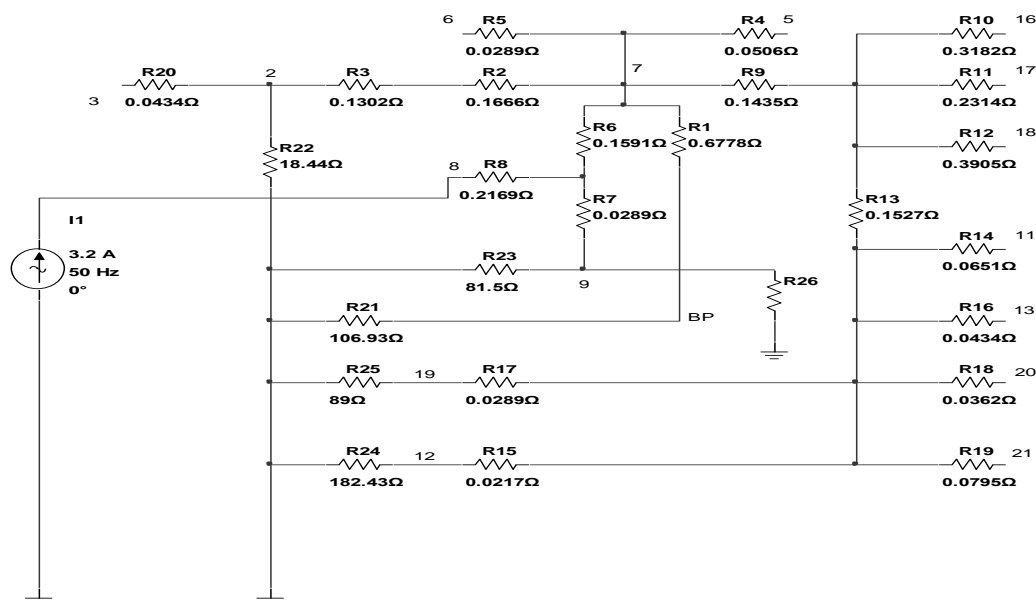 6 R5 R4 5 R10 16
0.0289Ω 0.0506Ω 0.3182Ω
R20 2 R3 R2 7 R9 R11 17
3 0.0434Ω 0.1302Ω 0.1666Ω 0.1435Ω 0.2314Ω
R6 R1 R12 18
0.1591Ω 0.6778Ω 0.3905Ω
R22
18.44Ω
8 R8
0.2169Ω
R7 R13
0.0289Ω 0.1527Ω
I1
3.2 A
50 Hz
0°
R14 11
0.0651Ω
R23
81.5Ω 9 R26
R21 BP R16 13
106.93Ω 0.0434Ω
R25 19 R17 R18 20
89Ω 0.0289Ω 0.0362Ω
R24 12 R15 R19 21
182.43Ω 0.0217Ω 0.0795Ω